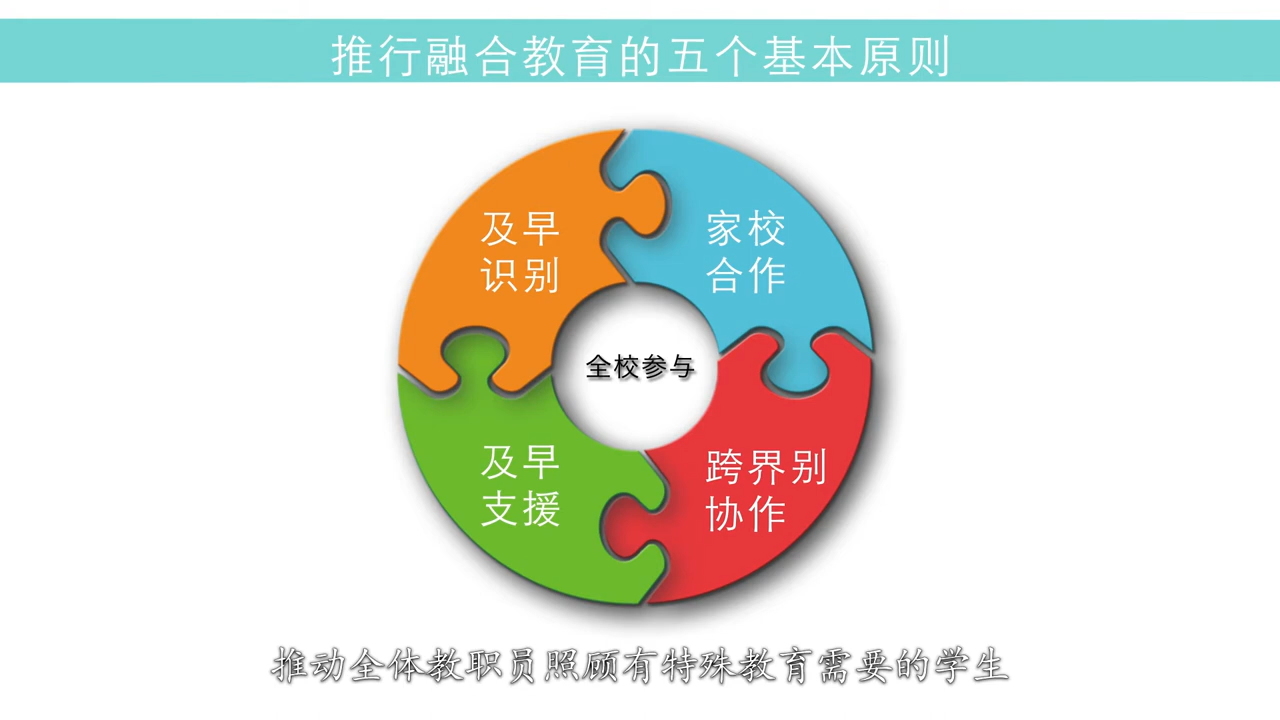 推行融合教育的五个基本原则
及早
识别
家校
合作
全校参与
及早
支援
跨界别
协作
推动全体教职员照顾有特殊教育需要的学生